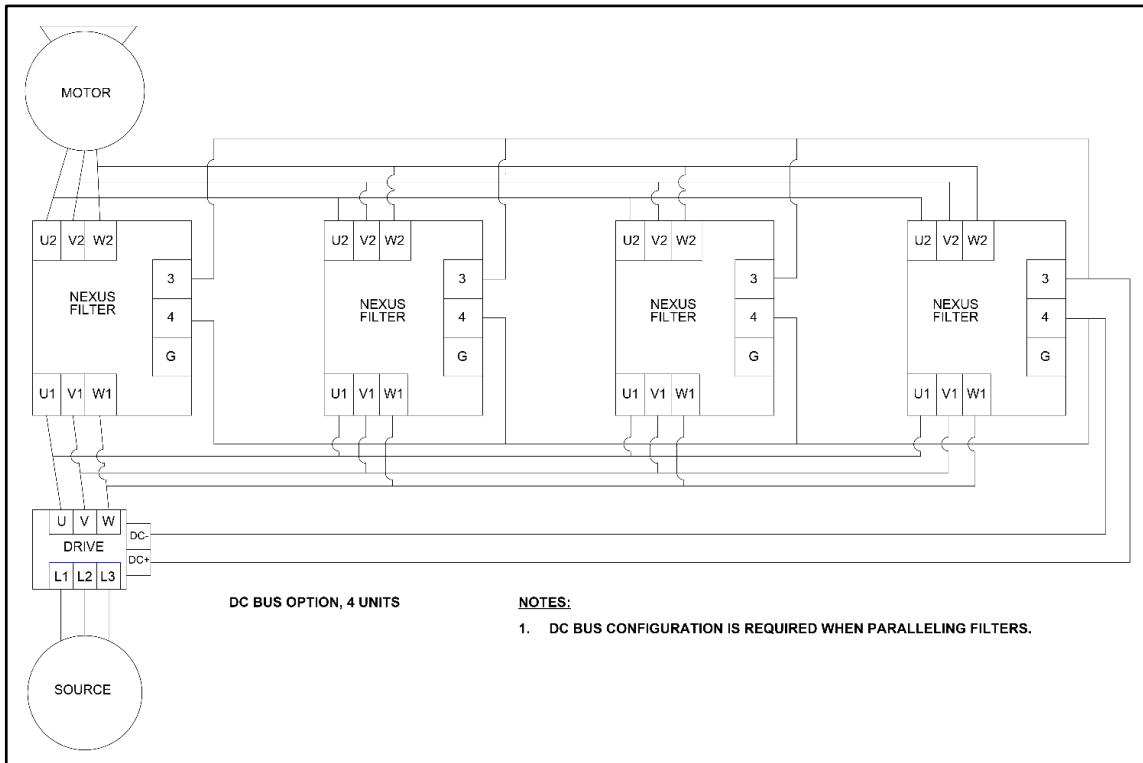 MOTOR
U2 V2 W2
3
NEXUS
FILTER
4
G
U1 V1 W1
U2 V2 W2
3
NEXUS
FILTER
4
G
U1 V1 W1
U2 V2 W2
3
NEXUS
FILTER
4
G
U1 V1 W1
U2 V2 W2
3
NEXUS
FILTER
4
G
U1 V1 W1
U V W
DC-
DRIVE
DC+
L1 L2 L3
SOURCE
DC BUS OPTION, 4 UNITS
NOTES:
1. DC BUS CONFIGURATION IS REQUIRED WHEN PARALLELING FILTERS.